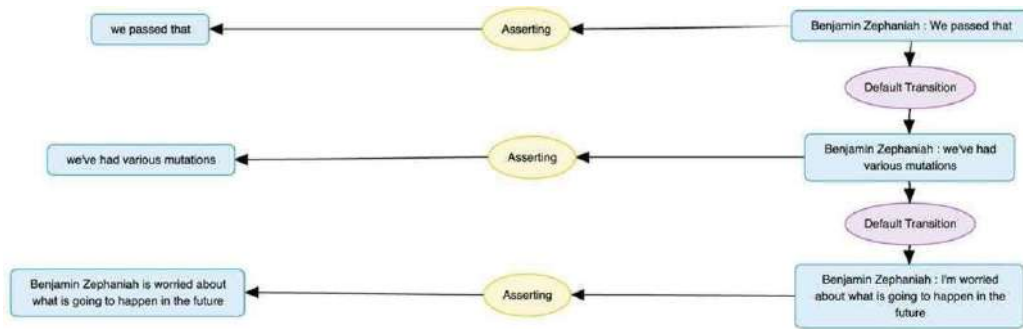 we passed that
Asserting
Benjamin Zephaniah : We passed that
Default Transition
we've had various mutations
Asserting
Benjamin Zephaniah : we've had
various mutations
Default Transition
Benjamin Zephaniah is worried about
what is going to happen in the future
Asserting
Benjamin Zephaniah : I'm worried
about what is going to happen in the
future